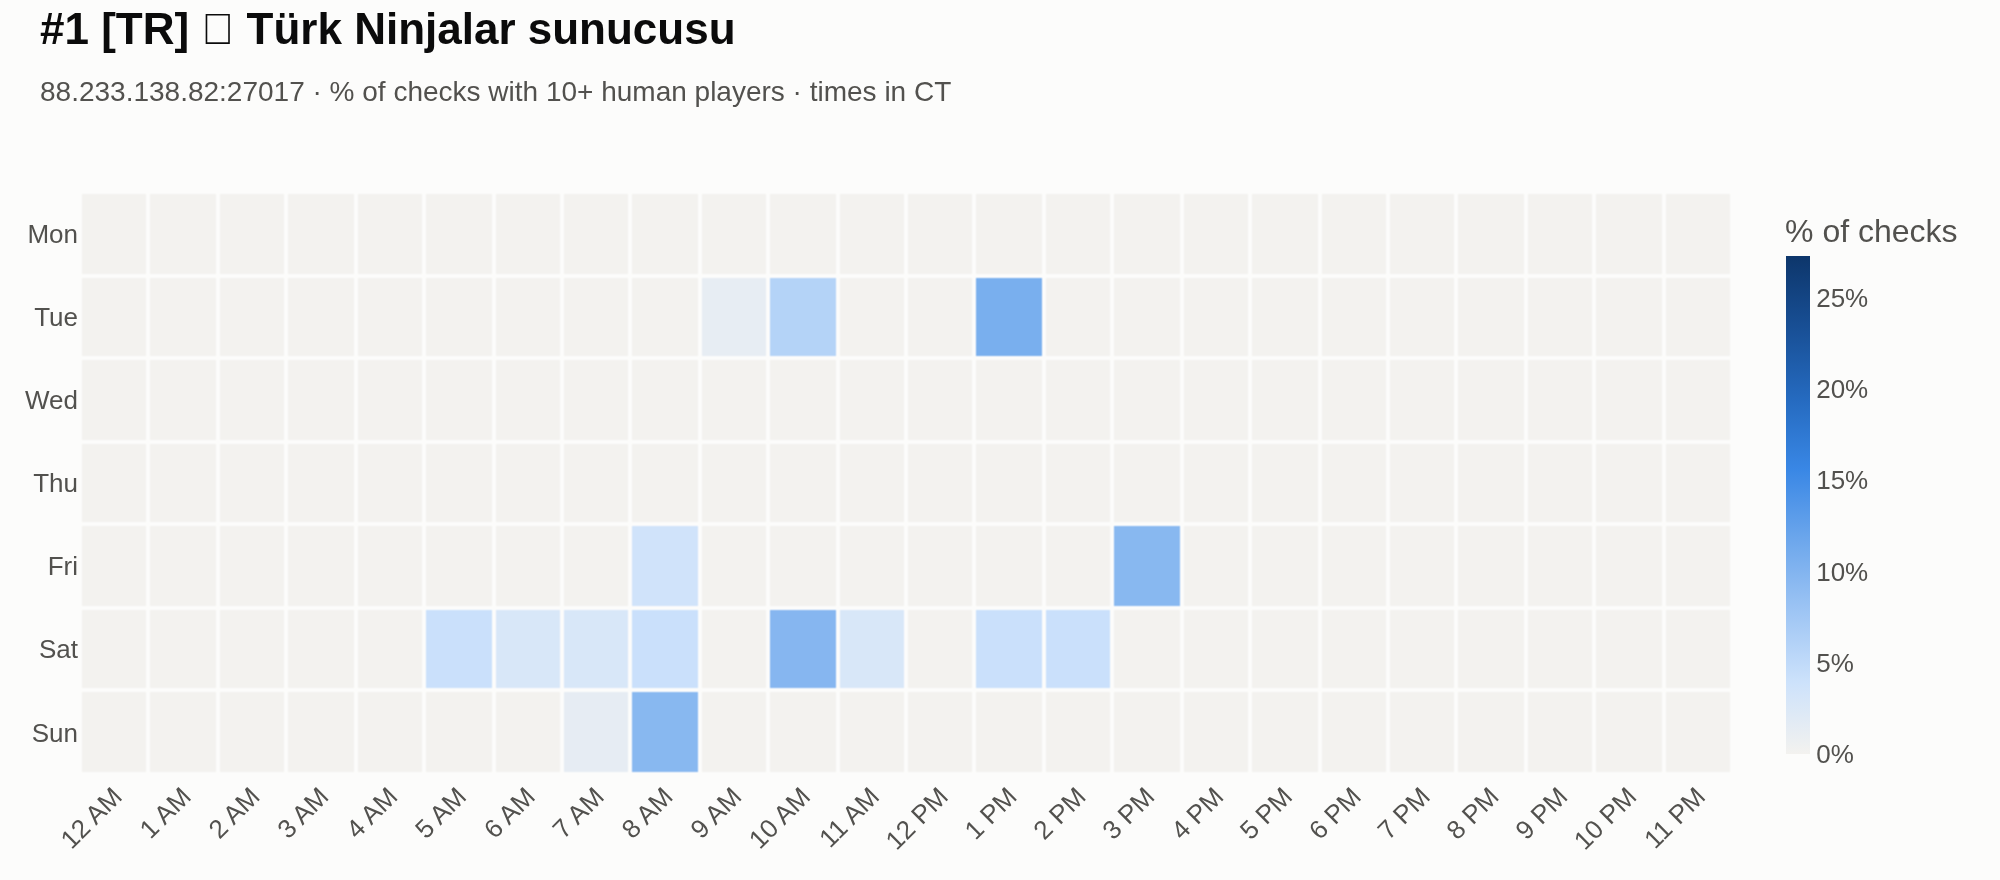 #1 [TR] Türk Ninjalar sunucusu
88.233.138.82:27017 · % of checks with 10+ human players · times in CT
% of checks
25%
20%
15%
10%
5%
0%
Mon
Tue
Wed
Thu
Fri
Sat
Sun
12 AM
1 AM
2 AM
3 AM
4 AM
5 AM
6 AM
7 AM
8 AM
9 AM
10 AM
11 AM
12 PM
1 PM
2 PM
3 PM
4 PM
5 PM
6 PM
7 PM
8 PM
9 PM
10 PM
11 PM